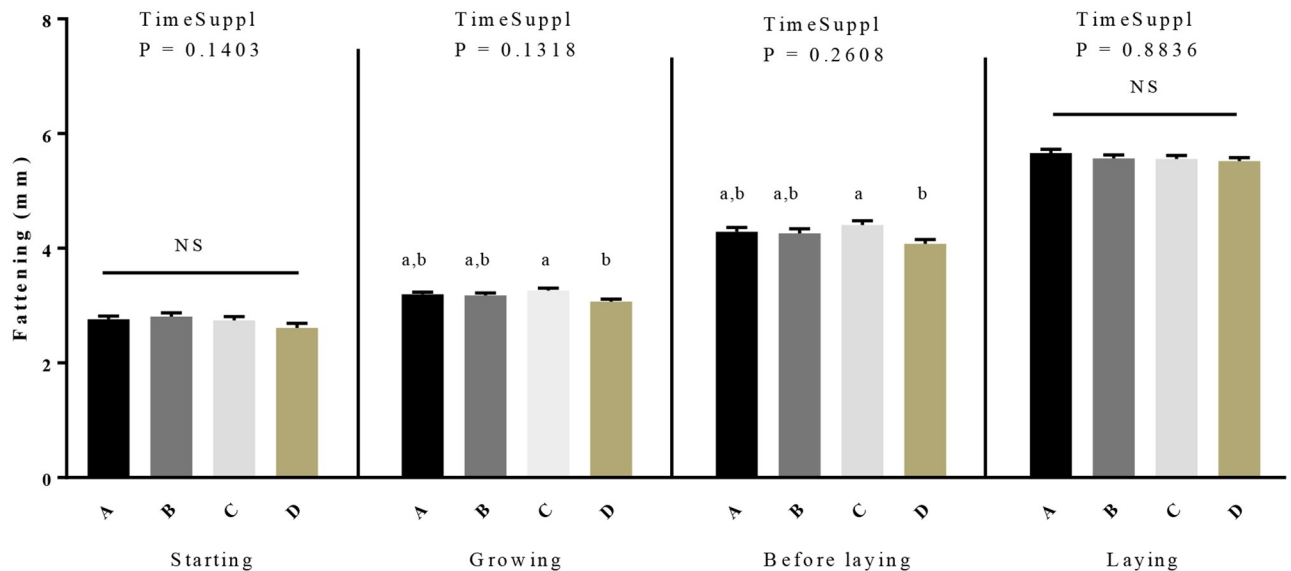 8
6
4
2
0
Fattening (mm)
TimeSuppl
P = 0.1403
NS
A
B
C
D
Starting
TimeSuppl
P = 0.1318
a,b
a,b
a
b
A
B
C
D
Growing
TimeSuppl
P = 0.2608
a,b
a,b
a
b
A
B
C
D
Before laying
TimeSuppl
P = 0.8836
NS
A
B
C
D
Laying